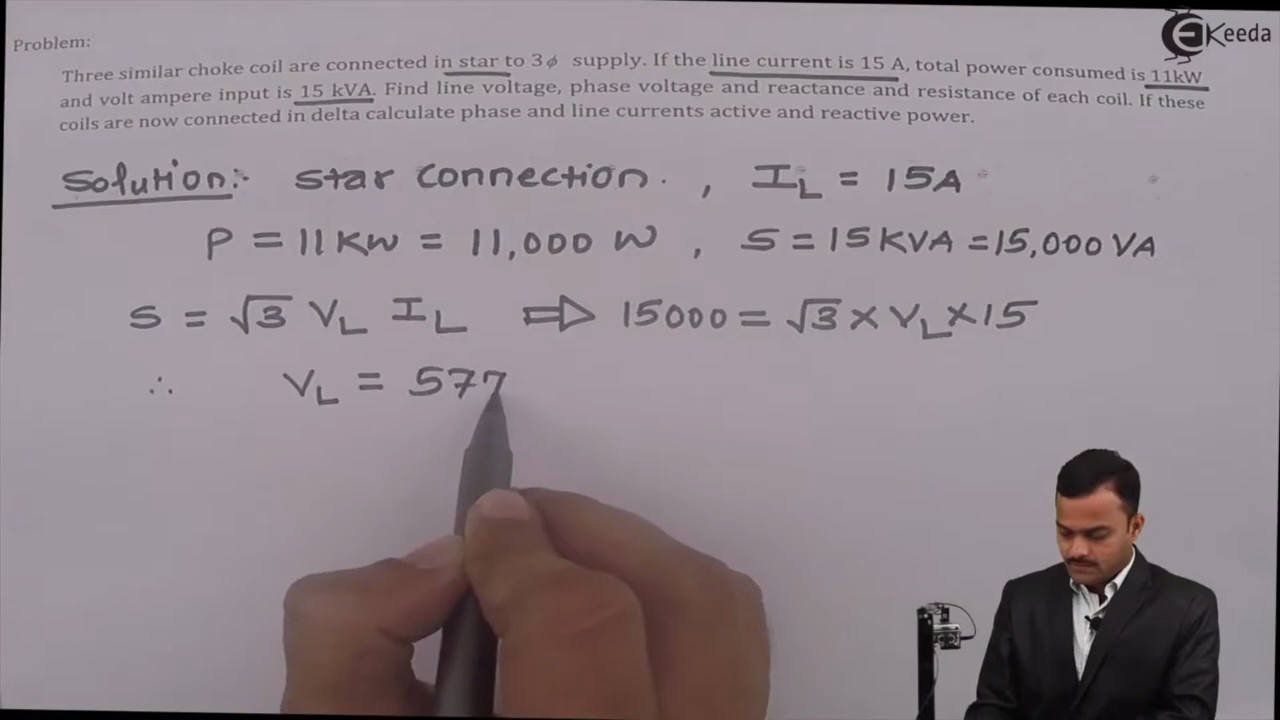 EKeeda
Problem:
Three similar choke coil are connected in star to 3ϕ supply. If the line current is 15 A, total power consumed is 11kW
and volt ampere input is 15 kVA. Find line voltage, phase voltage and reactance and resistance of each coil. If these
coils are now connected in delta calculate phase and line currents active and reactive power.
Solution:- Star connection. , IL = 15A
P = 11KW = 11,000 W , S = 15KVA = 15,000 VA
S = √3 VL IL ⇒ 15000 = √3 × VL × 15
∴ VL = 577